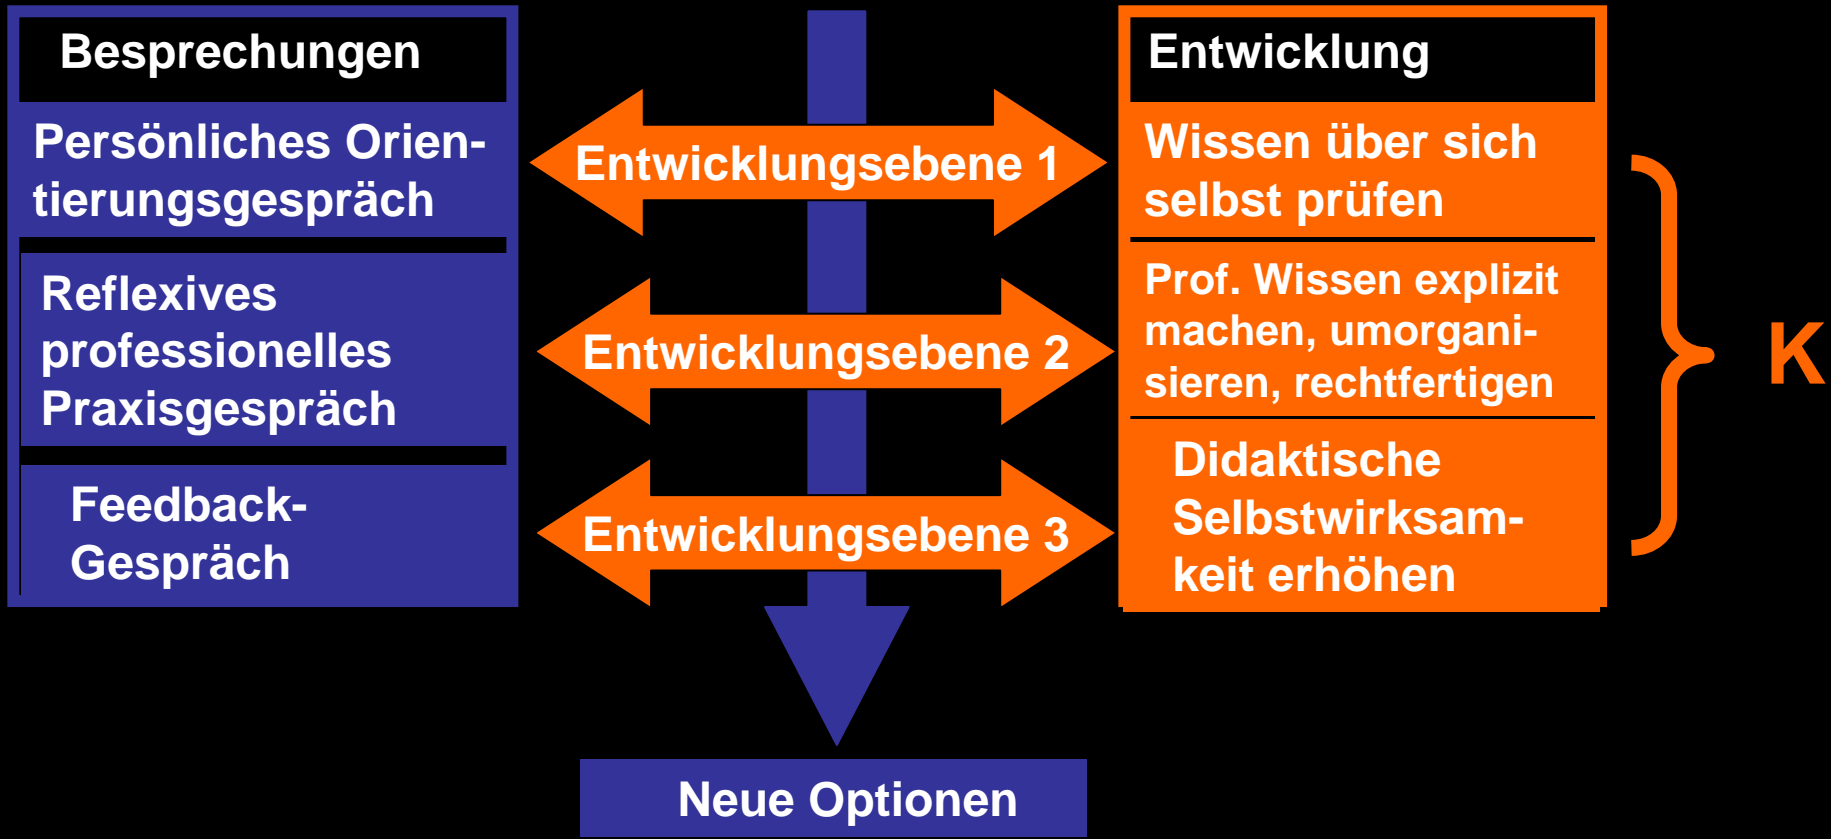 Besprechungen
Persönliches Orien-
tierungsgespräch
Reflexives
professionelles
Praxisgespräch
Feedback-
Gespräch
Entwicklungsebene 1
Entwicklungsebene 2
Entwicklungsebene 3
Entwicklung
Wissen über sich
selbst prüfen
Prof. Wissen explizit
machen, umorgani-
sieren, rechtfertigen
Didaktische
Selbstwirksam-
keit erhöhen
K
Neue Optionen